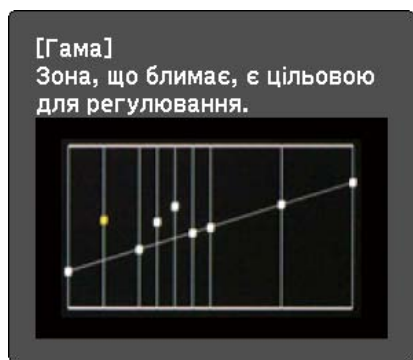 [Гама]
Зона, що блимає, є цільовою
для регулювання.